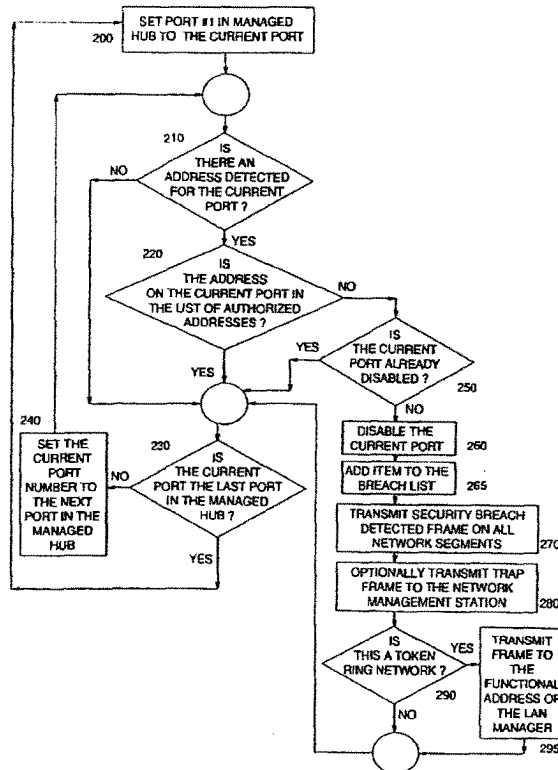 SET PORT #1 IN MANAGED
HUB TO THE CURRENT PORT
200
210
IS
THERE AN
ADDRESS DETECTED
FOR THE CURRENT
PORT ?
NO
YES
220
IS
THE ADDRESS
ON THE CURRENT PORT IN
THE LIST OF AUTHORIZED
ADDRESSES ?
NO
YES
IS
THE CURRENT
PORT ALREADY
DISABLED ?
YES
250
NO
240
SET THE
CURRENT
PORT
NUMBER TO
THE NEXT
PORT IN THE
MANAGED
HUB
230
IS
THE CURRENT
PORT THE LAST PORT
IN THE MANAGED
HUB ?
NO
YES
DISABLE THE
CURRENT PORT
260
ADD ITEM TO THE
BREACH LIST
265
TRANSMIT SECURITY BREACH
DETECTED FRAME ON ALL
NETWORK SEGMENTS
270
OPTIONALLY TRANSMIT TRAP
FRAME TO THE NETWORK
MANAGEMENT STATION
280
IS
THIS A TOKEN
RING NETWORK ?
YES
290
NO
TRANSMIT
FRAME TO
THE
FUNCTIONAL
ADDRESS OF
THE LAN
MANAGER
295